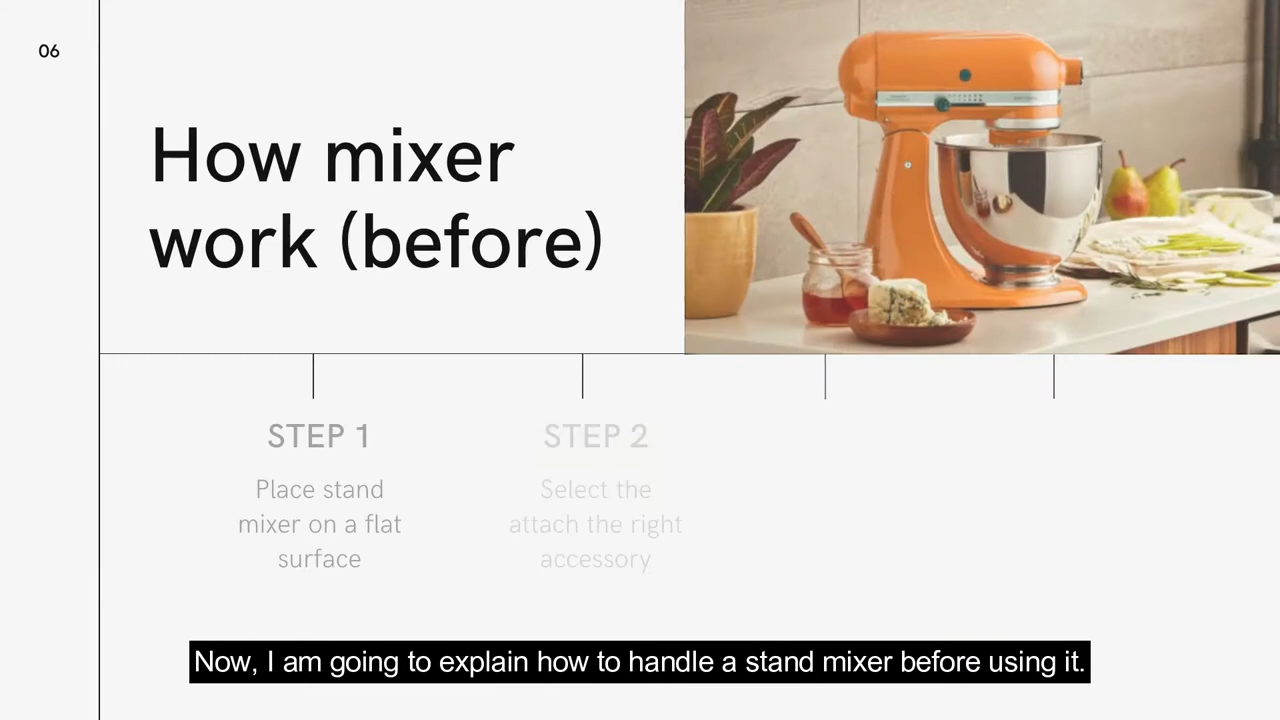 06
How mixer
work (before)
STEP 1
Place stand
mixer on a flat
surface
STEP 2
Select the
attach the right
accessory
Now, I am going to explain how to handle a stand mixer before using it.